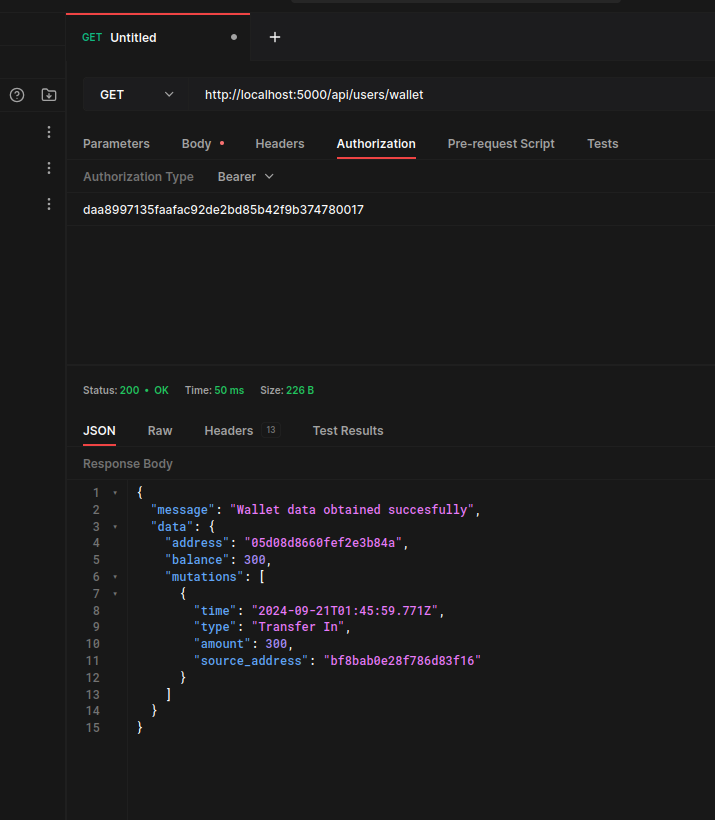 GET Untitled
GET http://localhost:5000/api/users/wallet
Parameters Body Headers Authorization Pre-request Script Tests
Authorization Type Bearer
daa8997135faafac92de2bd85b42f9b374780017
Status: 200 • OK Time: 50 ms Size: 226 B
JSON Raw Headers 13 Test Results
Response Body
1 {
2 "message": "Wallet data obtained succesfully",
3 "data": {
4 "address": "05d08d8660fef2e3b84a",
5 "balance": 300,
6 "mutations": [
7 {
8 "time": "2024-09-21T01:45:59.771Z",
9 "type": "Transfer In",
10 "amount": 300,
11 "source_address": "bf8bab0e28f786d83f16"
12 }
13 ]
14 }
15 }